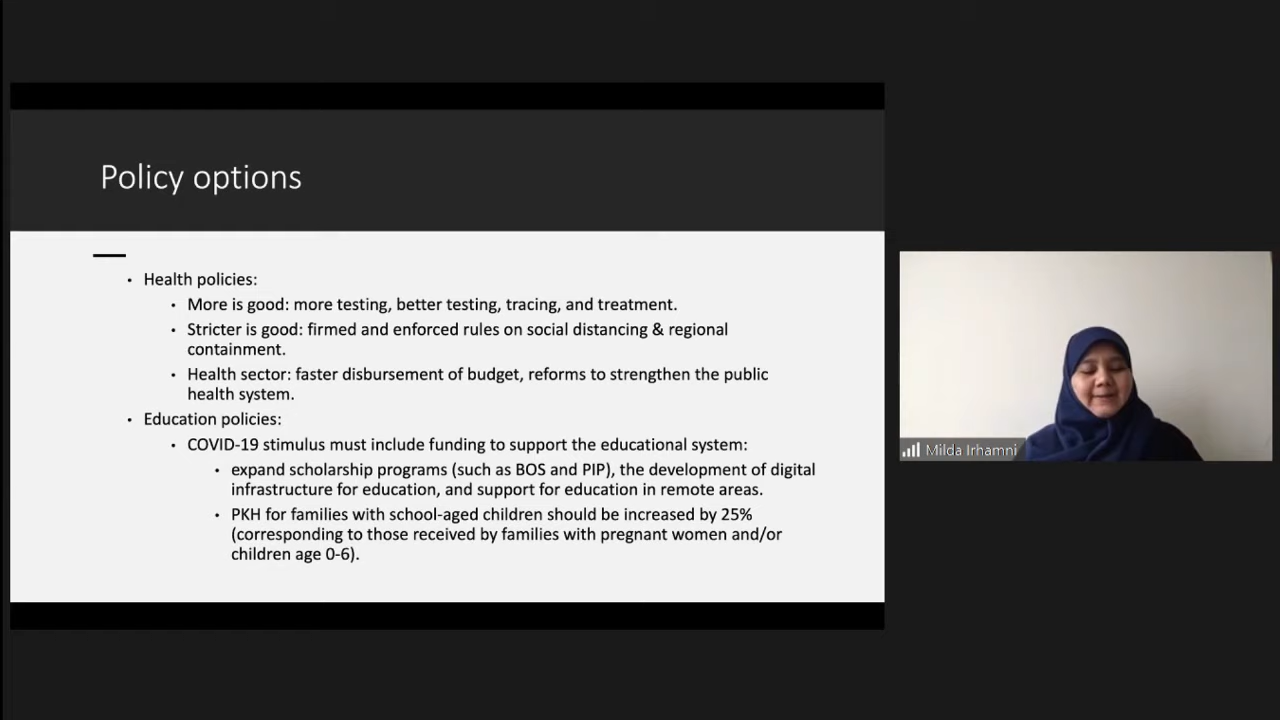 Policy options
• Health policies:
• More is good: more testing, better testing, tracing, and treatment.
• Stricter is good: firmed and enforced rules on social distancing & regional
containment.
• Health sector: faster disbursement of budget, reforms to strengthen the public
health system.
• Education policies:
• COVID-19 stimulus must include funding to support the educational system:
• expand scholarship programs (such as BOS and PIP), the development of digital
infrastructure for education, and support for education in remote areas.
• PKH for families with school-aged children should be increased by 25%
(corresponding to those received by families with pregnant women and/or
children age 0-6).
Milda Irhamni